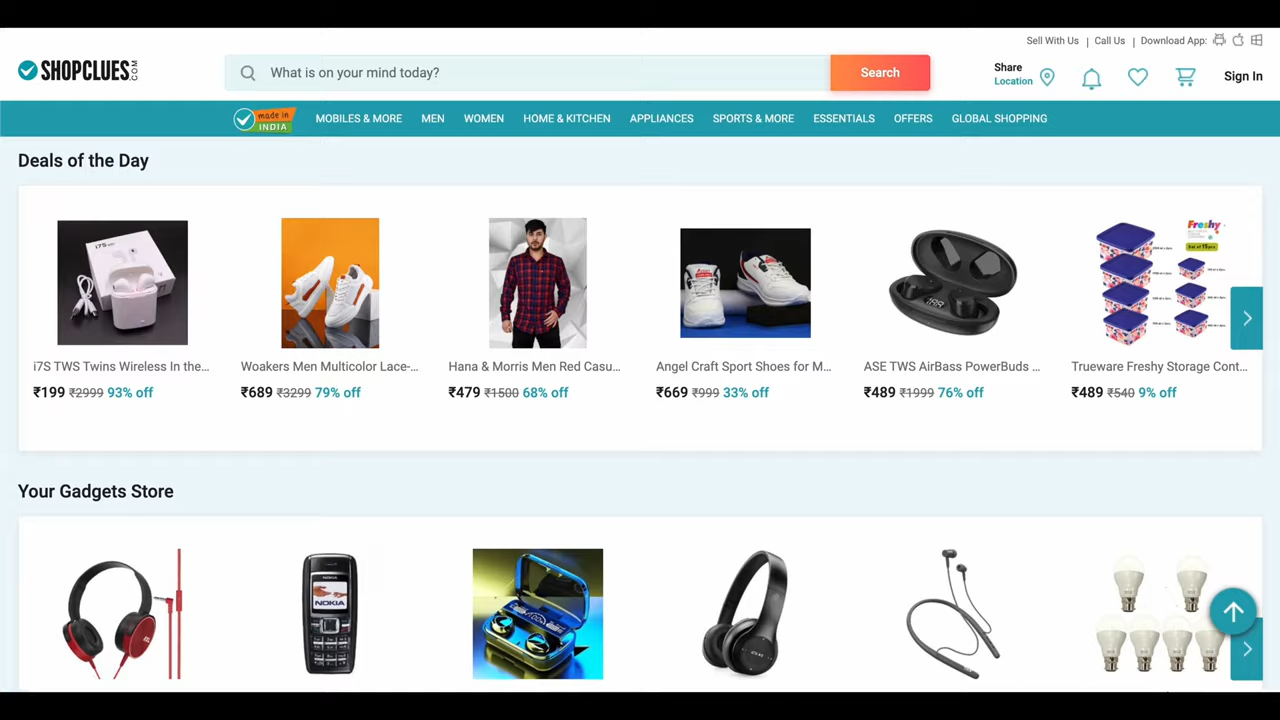 Sell With Us | Call Us | Download App:
SHOPCLUES.COM
What is on your mind today?
Search
Share
Location
Sign In
made in
INDIA
MOBILES & MORE MEN WOMEN HOME & KITCHEN APPLIANCES SPORTS & MORE ESSENTIALS OFFERS GLOBAL SHOPPING
Deals of the Day
i7S
Freshy
i7S TWS Twins Wireless In the...
₹199 ₹2999 93% off
Woakers Men Multicolor Lace-...
₹689 ₹3299 79% off
Hana & Morris Men Red Casu...
₹479 ₹1500 68% off
Angel Craft Sport Shoes for M...
₹669 ₹999 33% off
ASE TWS AirBass PowerBuds ...
₹489 ₹1999 76% off
Trueware Freshy Storage Cont...
₹489 ₹540 9% off
Your Gadgets Store
NOKIA
NOKIA